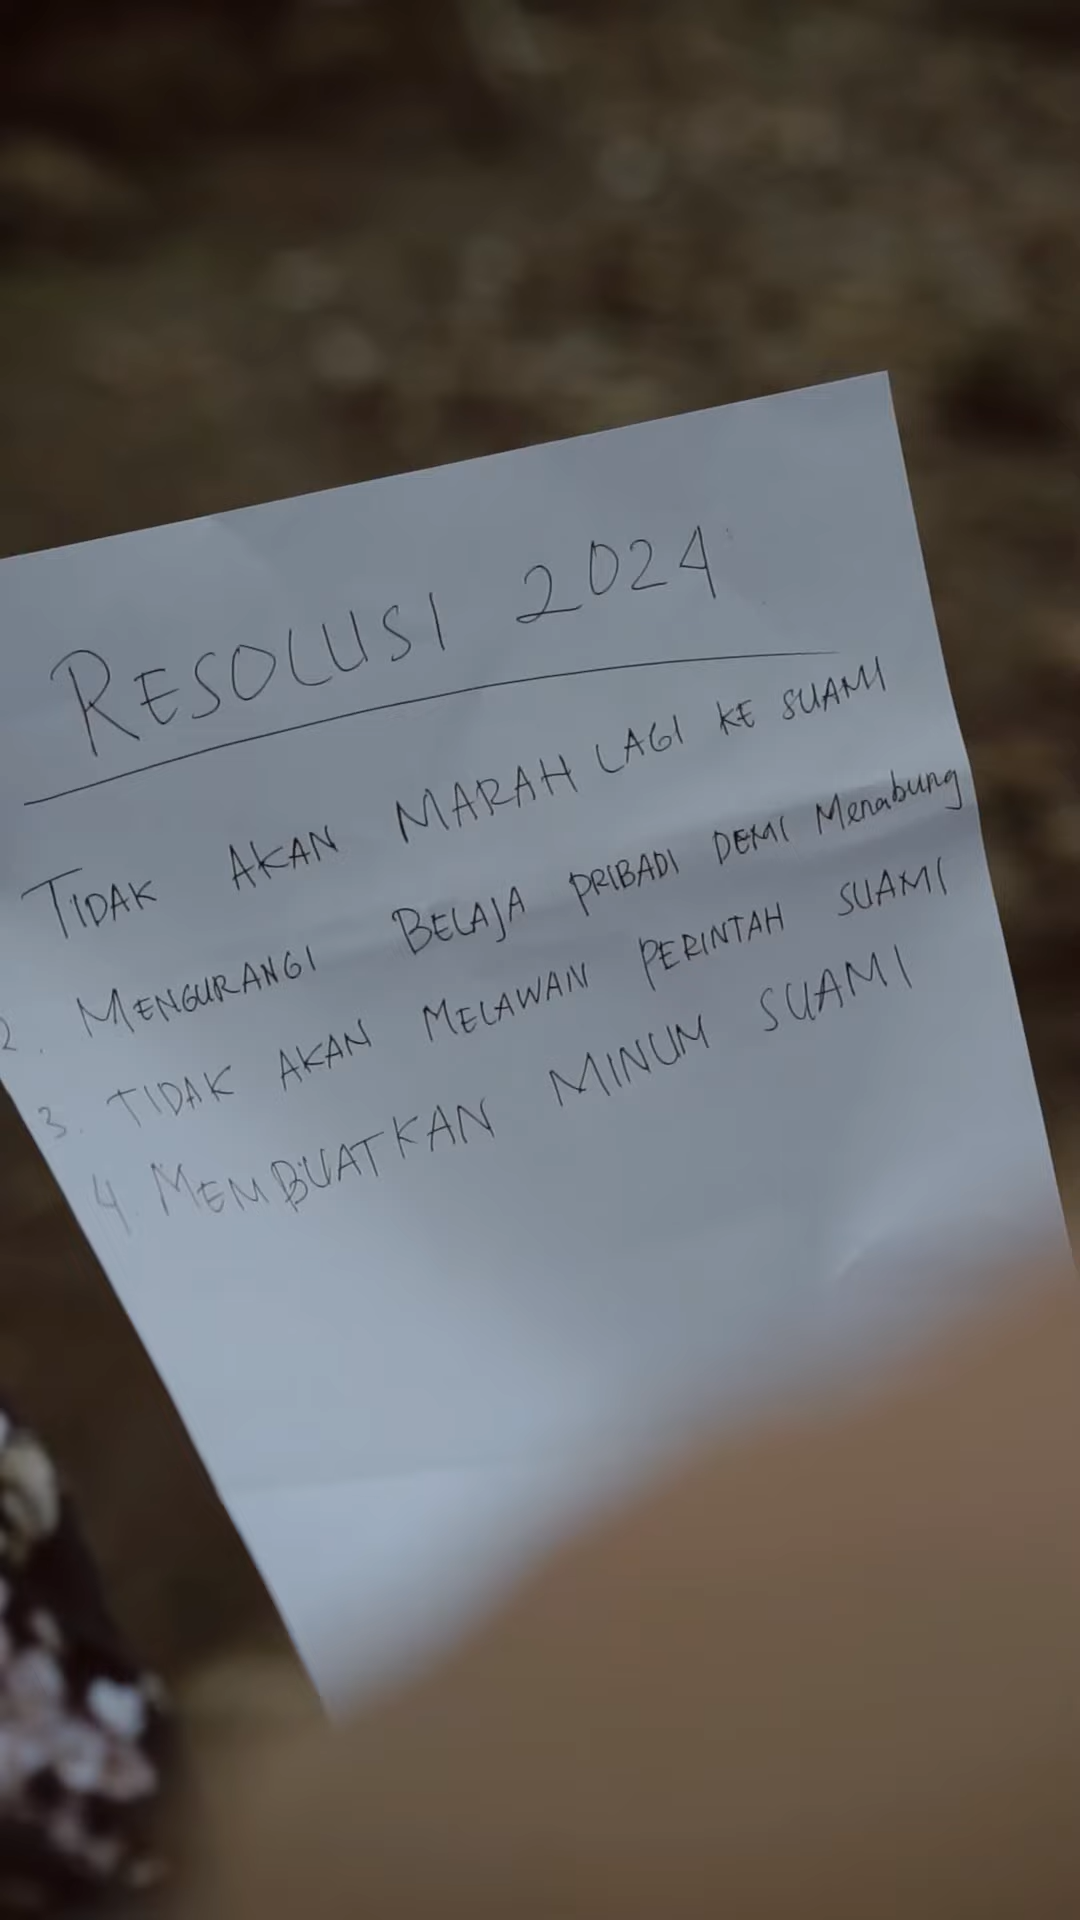 RESOLUSI 2024
TIDAK AKAN MARAH LAGI KE SUAMI
2. MENGURANGI BELAJA PRIBADI DEMI Menabung
3. TIDAK AKAN MELAWAN PERINTAH SUAMI
4. MEMBUATKAN MINUM SUAMI